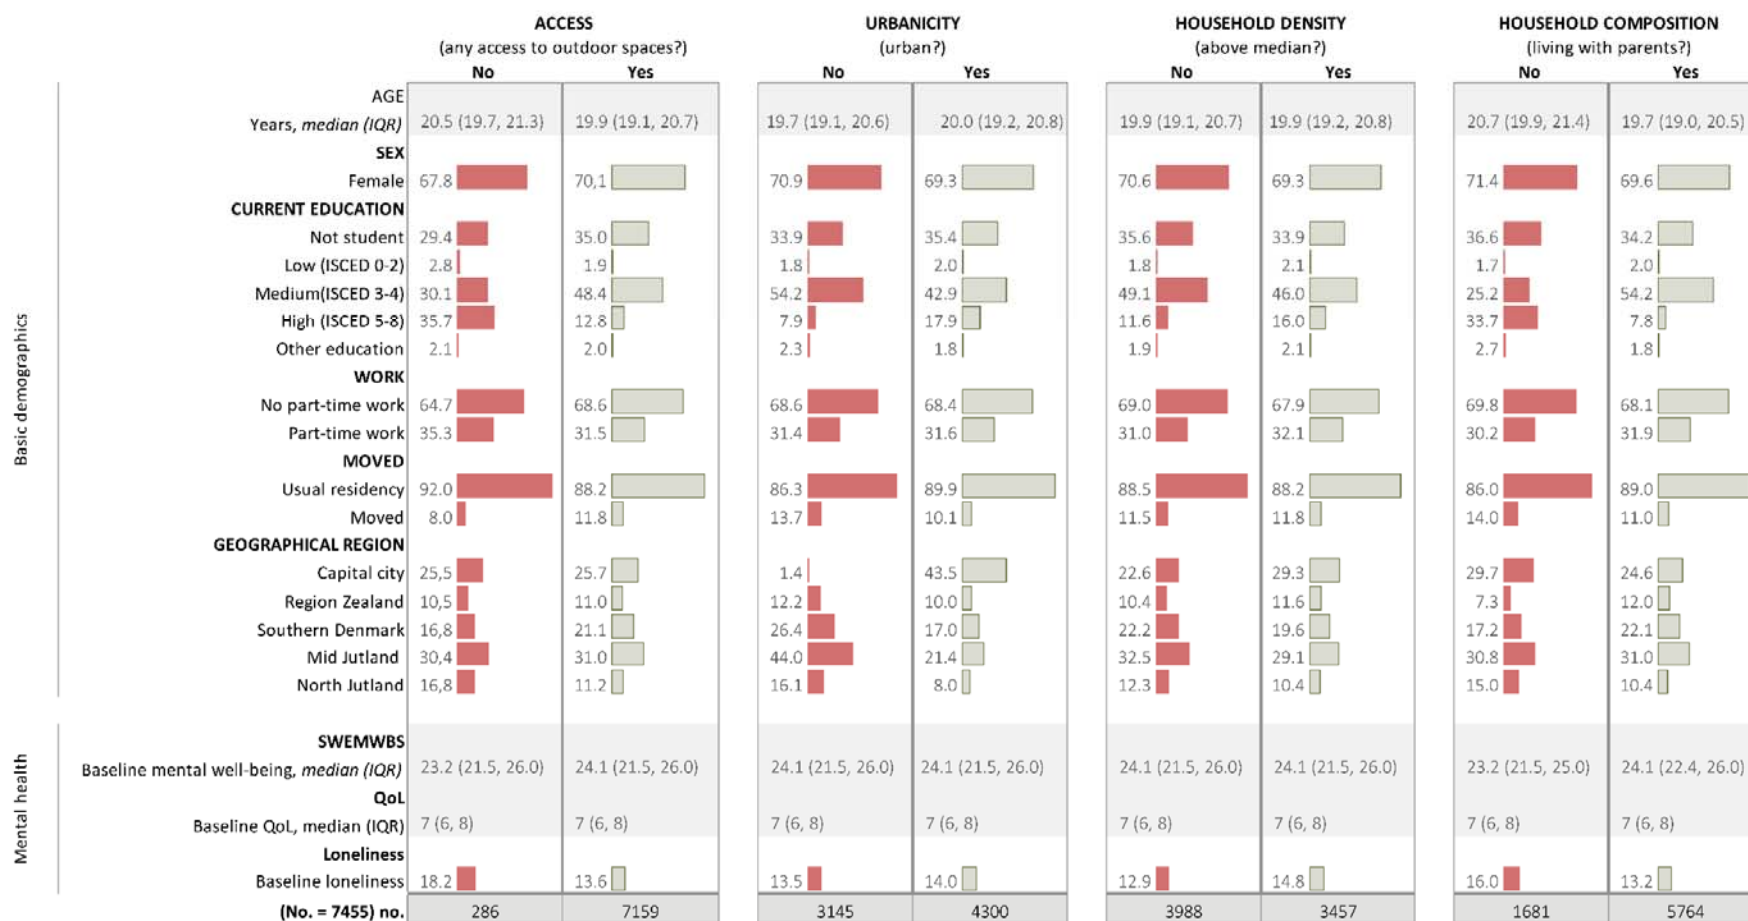 ACCESS URBANICITY HOUSEHOLD DENSITY HOUSEHOLD COMPOSITION
(any access to outdoor spaces?) (urban?) (above median?) (living with parents?)
No Yes No Yes No Yes No Yes
Basic demographics
AGE
Years, median (IQR) 20.5 (19.7, 21.3) 19.9 (19.1, 20.7) 19.7 (19.1, 20.6) 20.0 (19.2, 20.8) 19.9 (19.1, 20.7) 19.9 (19.2, 20.8) 20.7 (19.9, 21.4) 19.7 (19.0, 20.5)
SEX
Female 67.8 70,1 70.9 69.3 70.6 69.3 71.4 69.6
CURRENT EDUCATION
Not student 29.4 35.0 33.9 35.4 35.6 33.9 36.6 34.2
Low (ISCED 0-2) 2.8 1.9 1.8 2.0 1.8 2.1 1.7 2.0
Medium(ISCED 3-4) 30.1 48.4 54.2 42.9 49.1 46.0 25.2 54.2
High (ISCED 5-8) 35.7 12.8 7.9 17.9 11.6 16.0 33.7 7.8
Other education 2.1 2.0 2.3 1.8 1.9 2.1 2.7 1.8
WORK
No part-time work 64.7 68.6 68.6 68.4 69.0 67.9 69.8 68.1
Part-time work 35.3 31.5 31.4 31.6 31.0 32.1 30.2 31.9
MOVED
Usual residency 92.0 88.2 86.3 89.9 88.5 88.2 86.0 89.0
Moved 8.0 11.8 13.7 10.1 11.5 11.8 14.0 11.0
GEOGRAPHICAL REGION
Capital city 25,5 25.7 1.4 43.5 22.6 29.3 29.7 24.6
Region Zealand 10,5 11.0 12.2 10.0 10.4 11.6 7.3 12.0
Southern Denmark 16,8 21.1 26.4 17.0 22.2 19.6 17.2 22.1
Mid Jutland 30,4 31.0 44.0 21.4 32.5 29.1 30.8 31.0
North Jutland 16,8 11.2 16.1 8.0 12.3 10.4 15.0 10.4
Mental health
SWEMWBS
Baseline mental well-being, median (IQR) 23.2 (21.5, 26.0) 24.1 (21.5, 26.0) 24.1 (21.5, 26.0) 24.1 (21.5, 26.0) 24.1 (21.5, 26.0) 24.1 (21.5, 26.0) 23.2 (21.5, 25.0) 24.1 (22.4, 26.0)
QoL
Baseline QoL, median (IQR) 7 (6, 8) 7 (6, 8) 7 (6, 8) 7 (6, 8) 7 (6, 8) 7 (6, 8) 7 (6, 8) 7 (6, 8)
Loneliness
Baseline loneliness 18.2 13.6 13.5 14.0 12.9 14.8 16.0 13.2
(No. = 7455) no. 286 7159 3145 4300 3988 3457 1681 5764